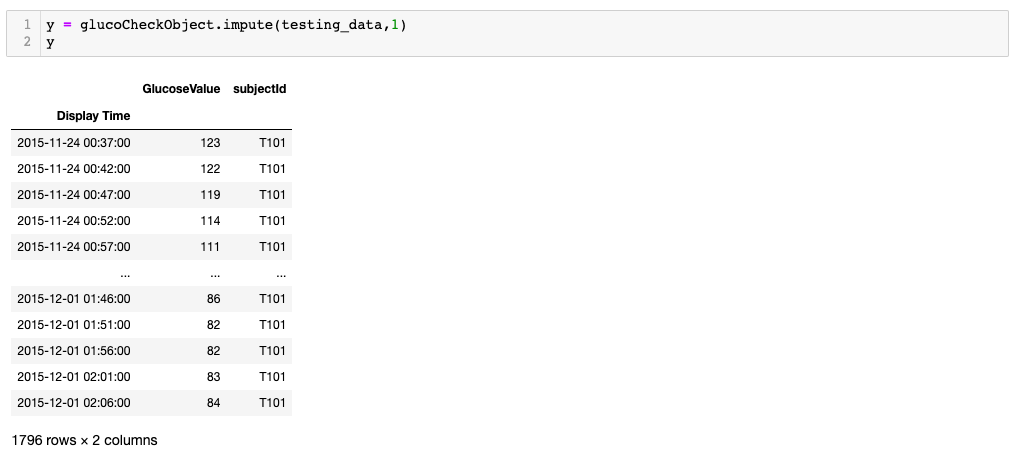 1 y = glucoCheckObject.impute(testing_data,1)
2 y
GlucoseValue subjectId
Display Time
2015-11-24 00:37:00 123 T101
2015-11-24 00:42:00 122 T101
2015-11-24 00:47:00 119 T101
2015-11-24 00:52:00 114 T101
2015-11-24 00:57:00 111 T101
... ... ...
2015-12-01 01:46:00 86 T101
2015-12-01 01:51:00 82 T101
2015-12-01 01:56:00 82 T101
2015-12-01 02:01:00 83 T101
2015-12-01 02:06:00 84 T101
1796 rows × 2 columns